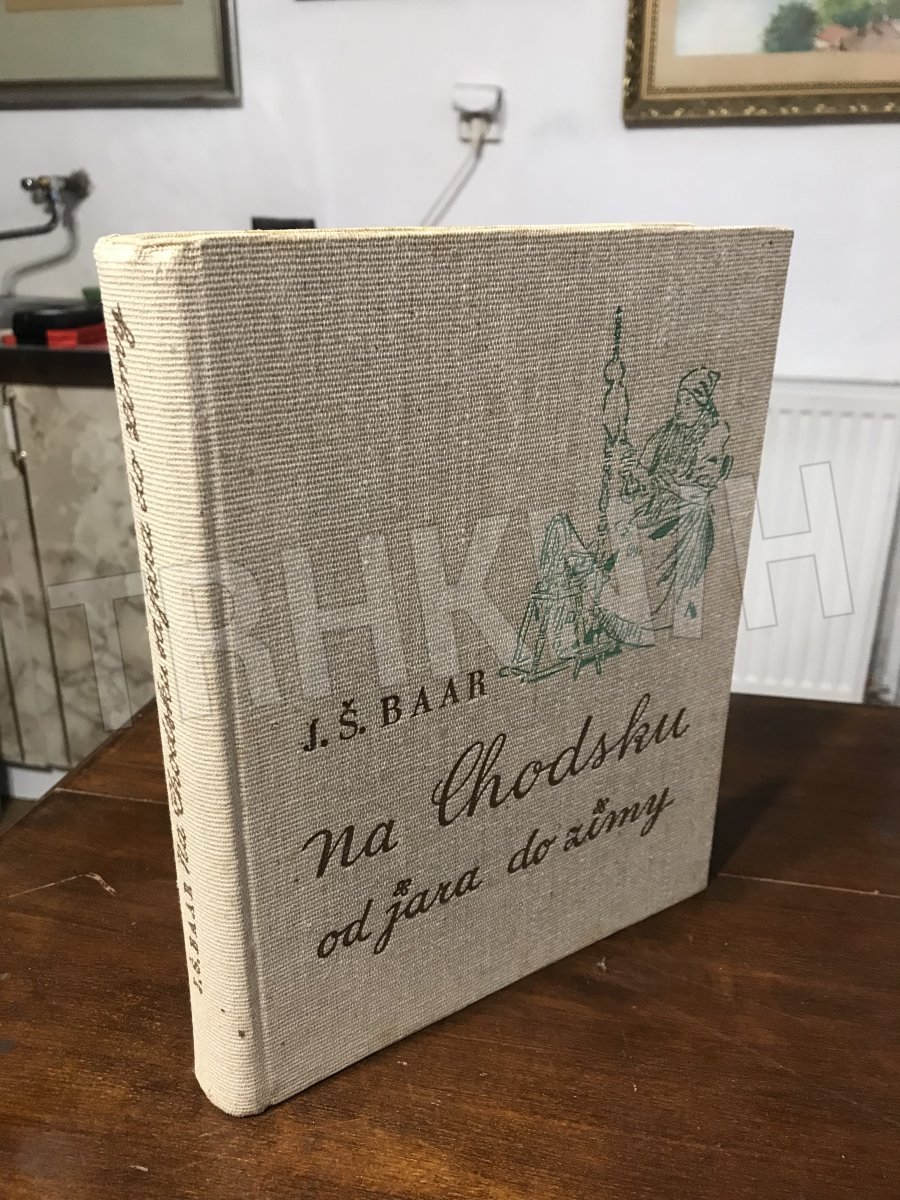 J. Š. BAAR
na Chodsku
od jara do zimy
J. Š. BAAR Na Chodsku od jara do zimy
TRHKNIH